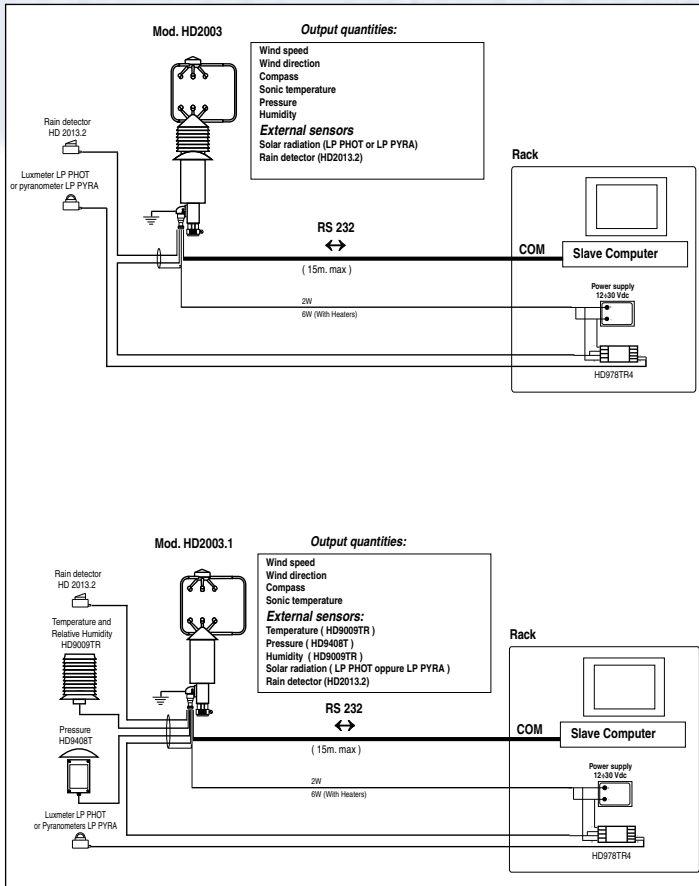 Mod. HD2003
Output quantities:
Wind speed
Wind direction
Compass
Sonic temperature
Pressure
Humidity
External sensors
Solar radiation (LP PHOT or LP PYRA)
Rain detector (HD2013.2)
Rain detector
HD 2013.2
Luxmeter LP PHOT
or pyranometer LP PYRA
RS 232
( 15m. max )
2W
6W (With Heaters)
Rack
COM
Slave Computer
Power supply
12÷30 Vdc
HD978TR4
Mod. HD2003.1
Output quantities:
Wind speed
Wind direction
Compass
Sonic temperature
External sensors:
Temperature ( HD9009TR )
Pressure ( HD9408T )
Humidity ( HD9009TR )
Solar radiation ( LP PHOT oppure LP PYRA )
Rain detector (HD2013.2)
Rain detector
HD 2013.2
Temperature and
Relative Humidity
HD9009TR
Pressure
HD9408T
Luxmeter LP PHOT
or Pyranometers LP PYRA
RS 232
( 15m. max )
2W
6W (With Heaters)
Rack
COM
Slave Computer
Power supply
12÷30 Vdc
HD978TR4